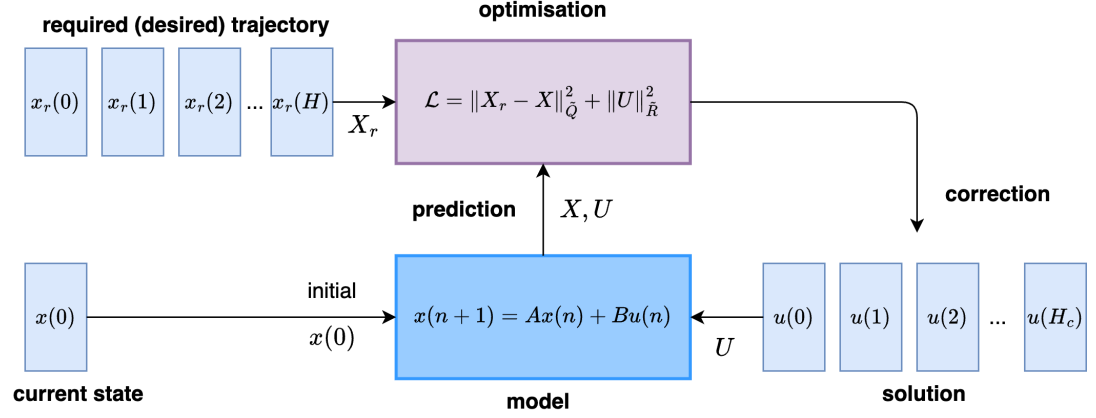 optimisation
required (desired) trajectory
x_r(0) x_r(1) x_r(2) ... x_r(H)
X_r
ℒ = ‖X_r − X‖²_Q̃ + ‖U‖²_R̃
prediction
X, U
correction
x(0)
initial
x(0)
x(n + 1) = Ax(n) + Bu(n)
U
u(0) u(1) u(2) ... u(H_c)
current state
model
solution